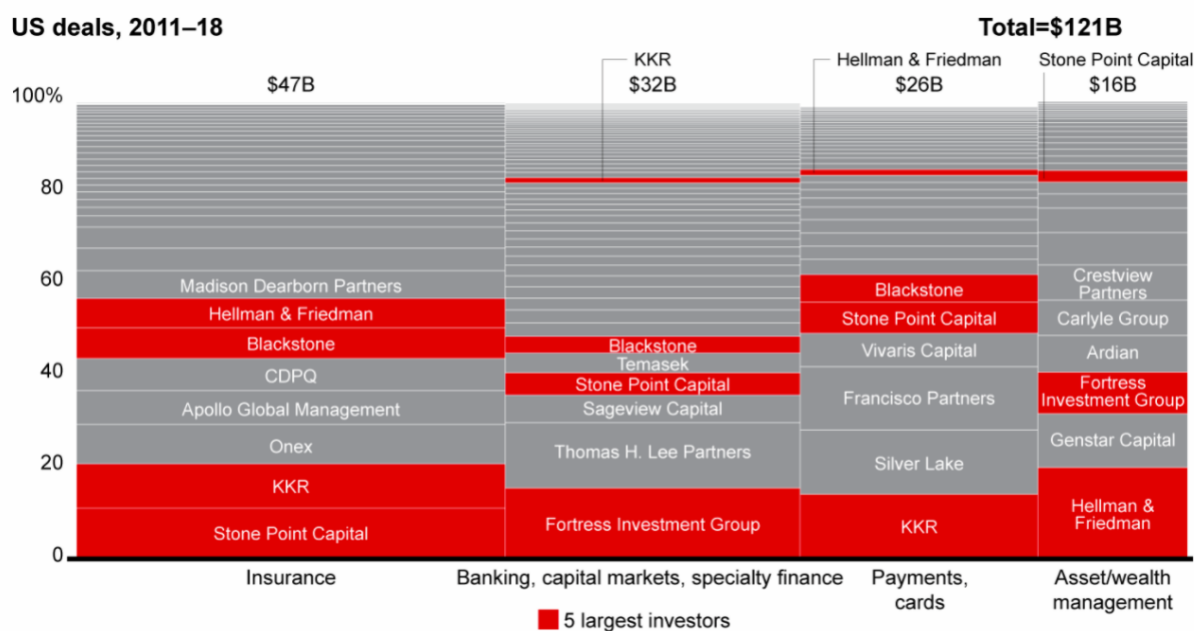 US deals, 2011–18
Total=$121B
KKR
Hellman & Friedman
Stone Point Capital
$47B
$32B
$26B
$16B
100%
80
60
40
20
0
Madison Dearborn Partners
Hellman & Friedman
Blackstone
CDPQ
Apollo Global Management
Onex
KKR
Stone Point Capital
Blackstone
Temasek
Stone Point Capital
Sageview Capital
Thomas H. Lee Partners
Fortress Investment Group
Blackstone
Stone Point Capital
Vivaris Capital
Francisco Partners
Silver Lake
KKR
Crestview
Partners
Carlyle Group
Ardian
Fortress
Investment Group
Genstar Capital
Hellman &
Friedman
Insurance
Banking, capital markets, specialty finance
Payments,
cards
Asset/wealth
management
5 largest investors